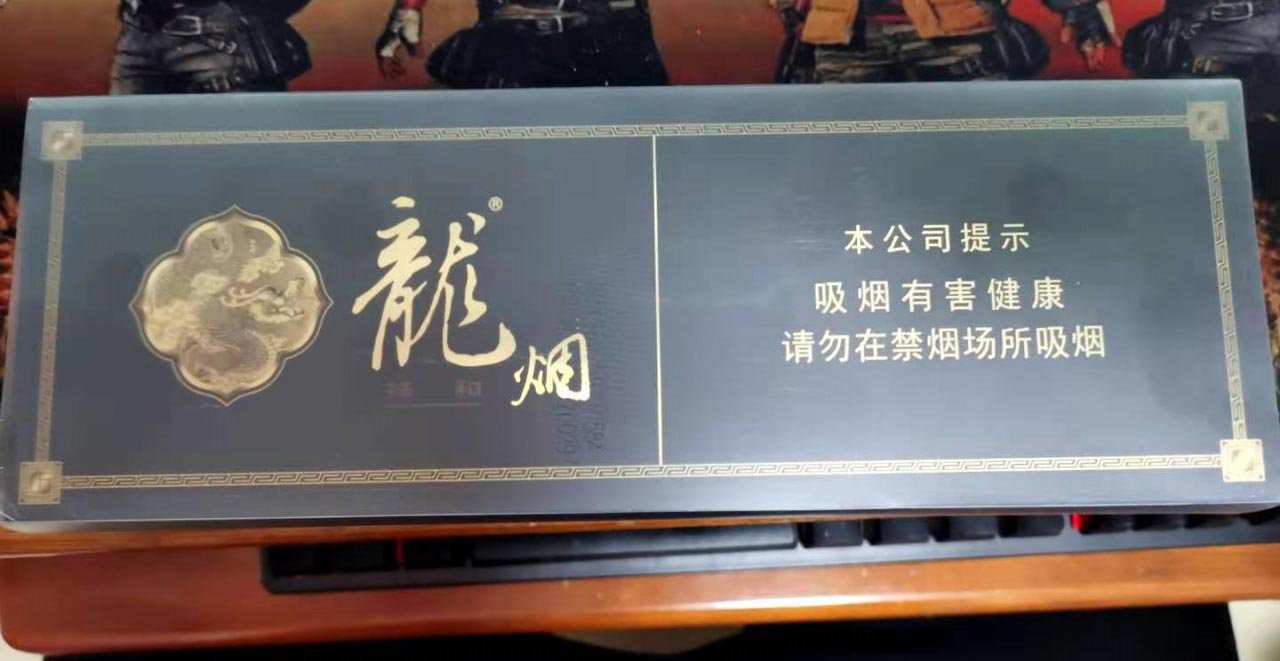 龍®
烟
本公司提示
吸烟有害健康
请勿在禁烟场所吸烟